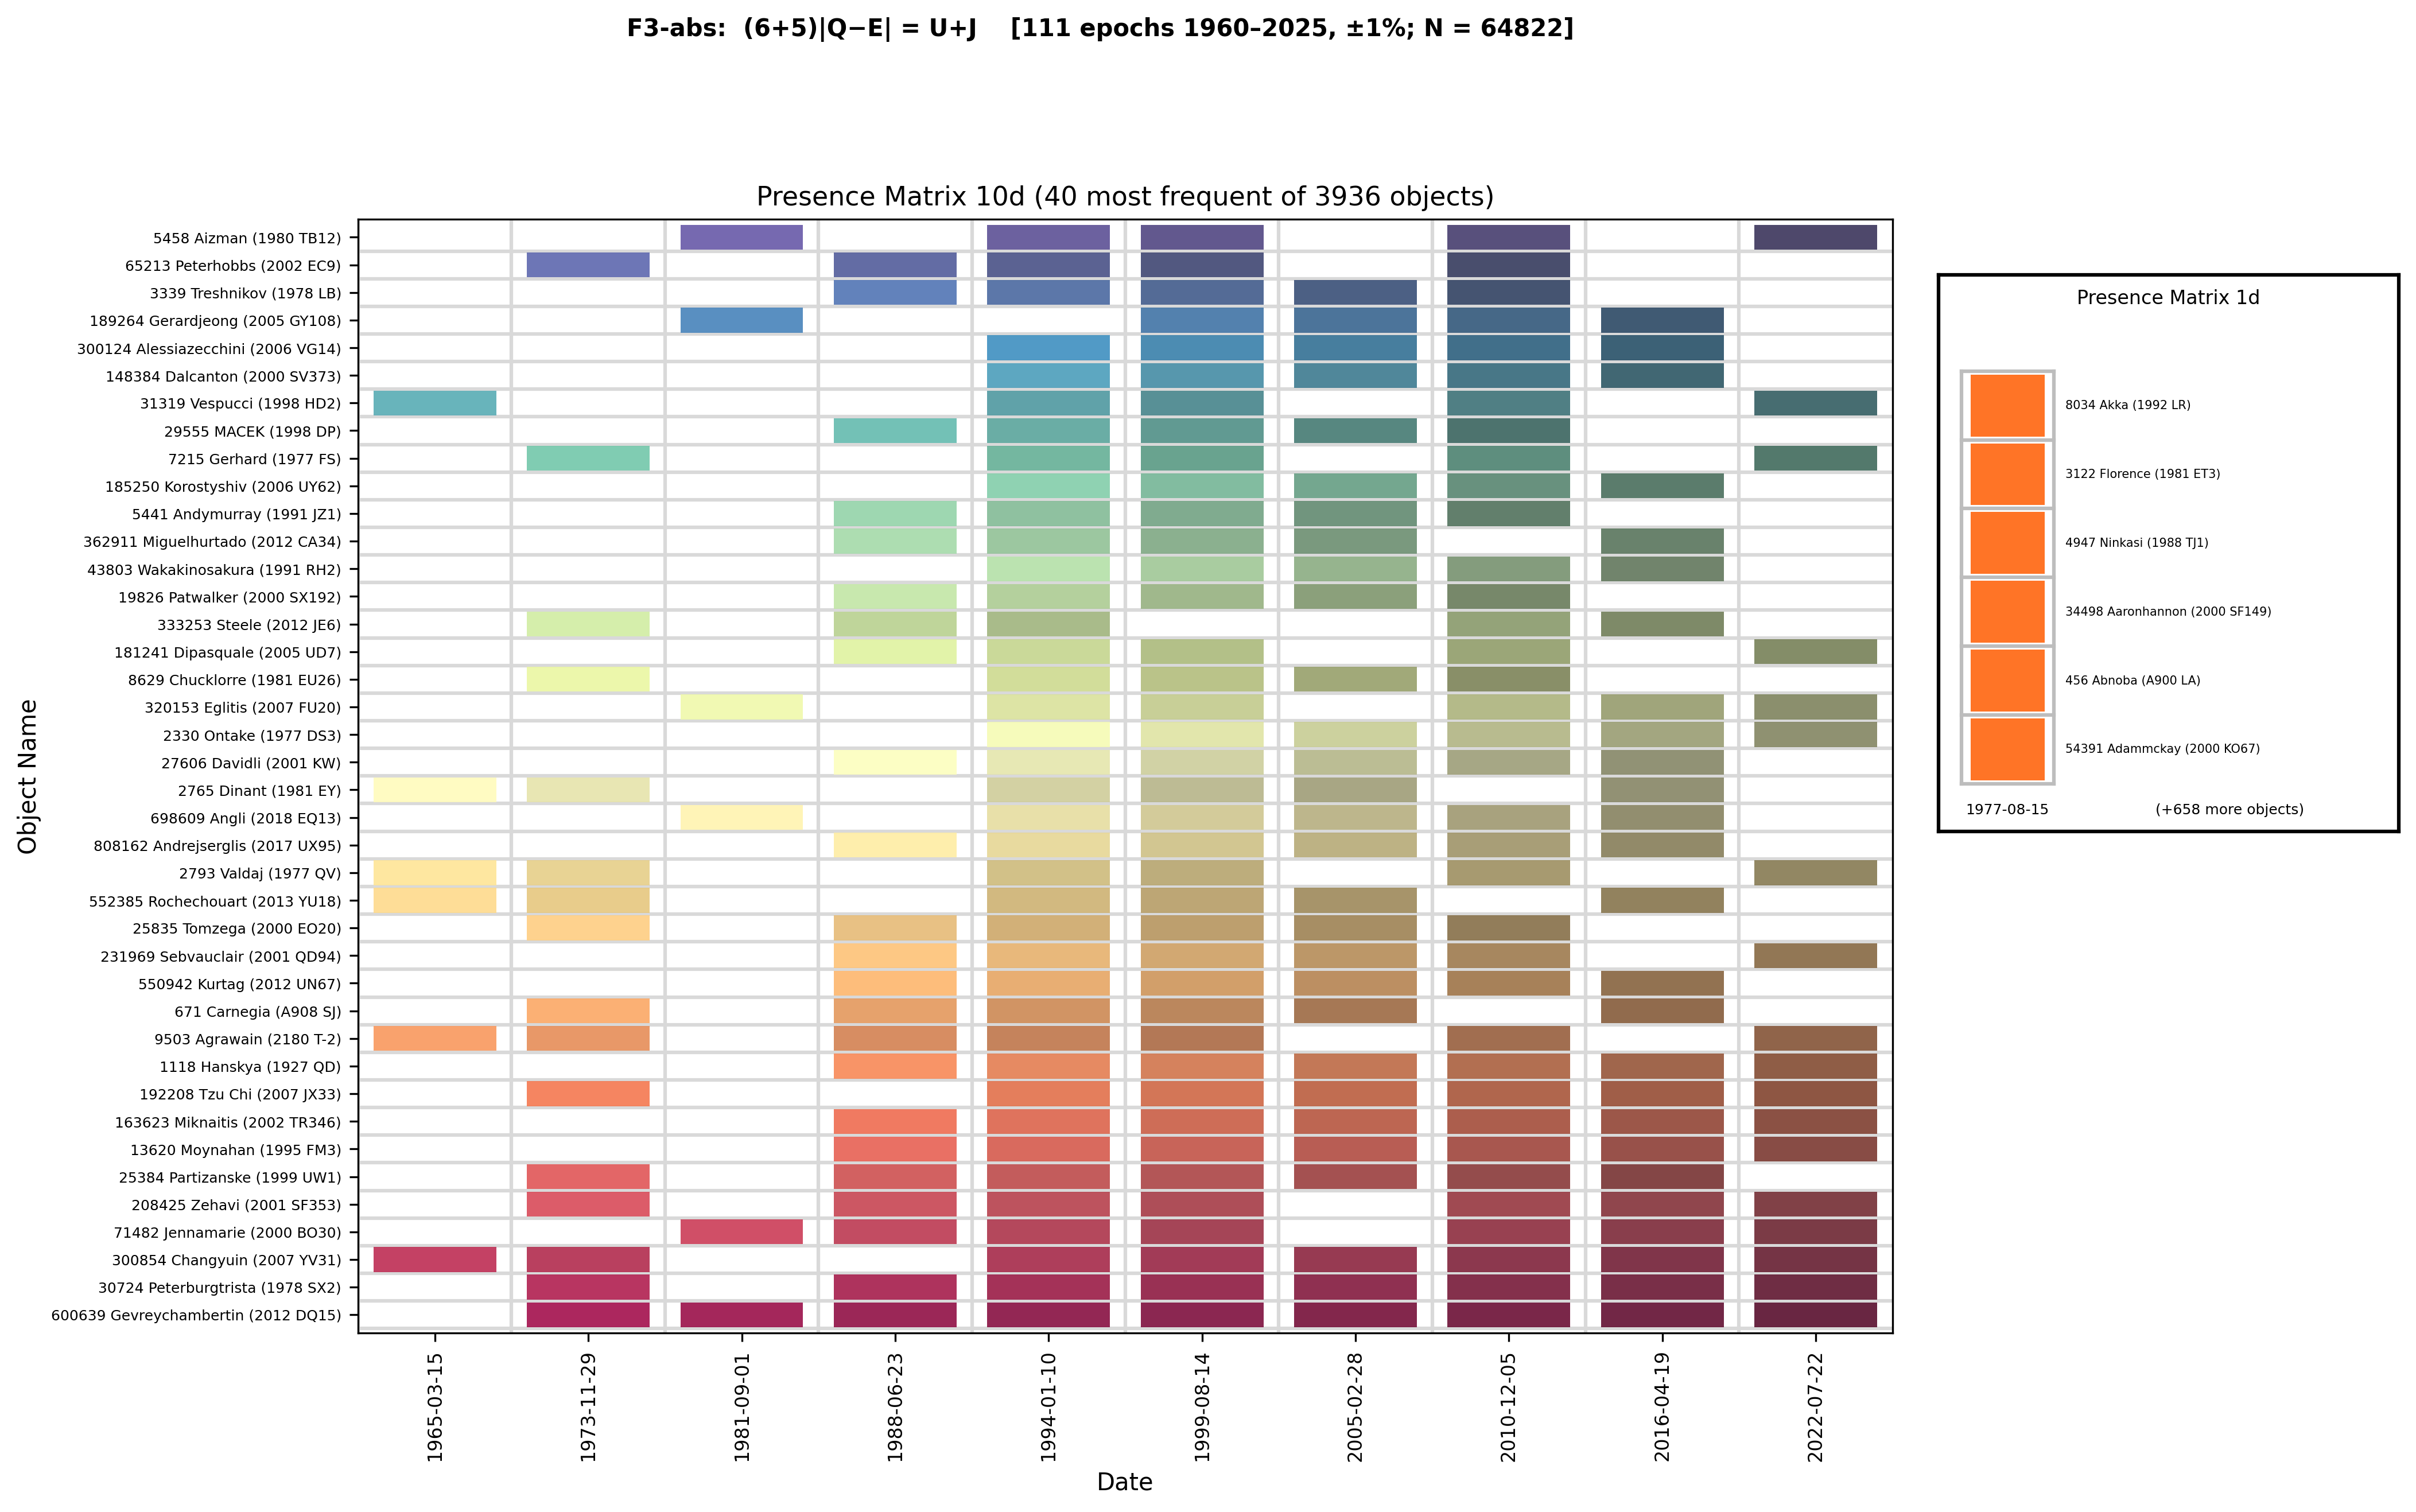 F3-abs: (6+5)|Q−E| = U+J [111 epochs 1960–2025, ±1%; N = 64822]
Presence Matrix 10d (40 most frequent of 3936 objects)
Object Name
5458 Aizman (1980 TB12)
65213 Peterhobbs (2002 EC9)
3339 Treshnikov (1978 LB)
189264 Gerardjeong (2005 GY108)
300124 Alessiazecchini (2006 VG14)
148384 Dalcanton (2000 SV373)
31319 Vespucci (1998 HD2)
29555 MACEK (1998 DP)
7215 Gerhard (1977 FS)
185250 Korostyshiv (2006 UY62)
5441 Andymurray (1991 JZ1)
362911 Miguelhurtado (2012 CA34)
43803 Wakakinosakura (1991 RH2)
19826 Patwalker (2000 SX192)
333253 Steele (2012 JE6)
181241 Dipasquale (2005 UD7)
8629 Chucklorre (1981 EU26)
320153 Eglitis (2007 FU20)
2330 Ontake (1977 DS3)
27606 Davidli (2001 KW)
2765 Dinant (1981 EY)
698609 Angli (2018 EQ13)
808162 Andrejserglis (2017 UX95)
2793 Valdaj (1977 QV)
552385 Rochechouart (2013 YU18)
25835 Tomzega (2000 EO20)
231969 Sebvauclair (2001 QD94)
550942 Kurtag (2012 UN67)
671 Carnegia (A908 SJ)
9503 Agrawain (2180 T-2)
1118 Hanskya (1927 QD)
192208 Tzu Chi (2007 JX33)
163623 Miknaitis (2002 TR346)
13620 Moynahan (1995 FM3)
25384 Partizanske (1999 UW1)
208425 Zehavi (2001 SF353)
71482 Jennamarie (2000 BO30)
300854 Changyuin (2007 YV31)
30724 Peterburgtrista (1978 SX2)
600639 Gevreychambertin (2012 DQ15)
1965-03-15
1973-11-29
1981-09-01
1988-06-23
1994-01-10
1999-08-14
2005-02-28
2010-12-05
2016-04-19
2022-07-22
Date
Presence Matrix 1d
8034 Akka (1992 LR)
3122 Florence (1981 ET3)
4947 Ninkasi (1988 TJ1)
34498 Aaronhannon (2000 SF149)
456 Abnoba (A900 LA)
54391 Adammckay (2000 KO67)
1977-08-15 (+658 more objects)